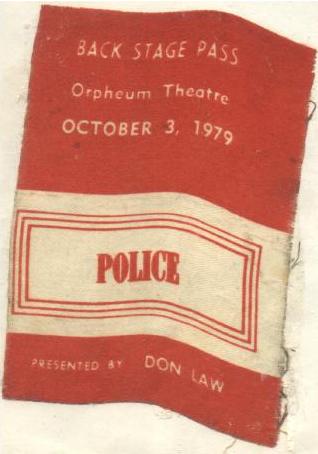 BACK STAGE PASS
Orpheum Theatre
OCTOBER 3, 1979
POLICE
PRESENTED BY DON LAW